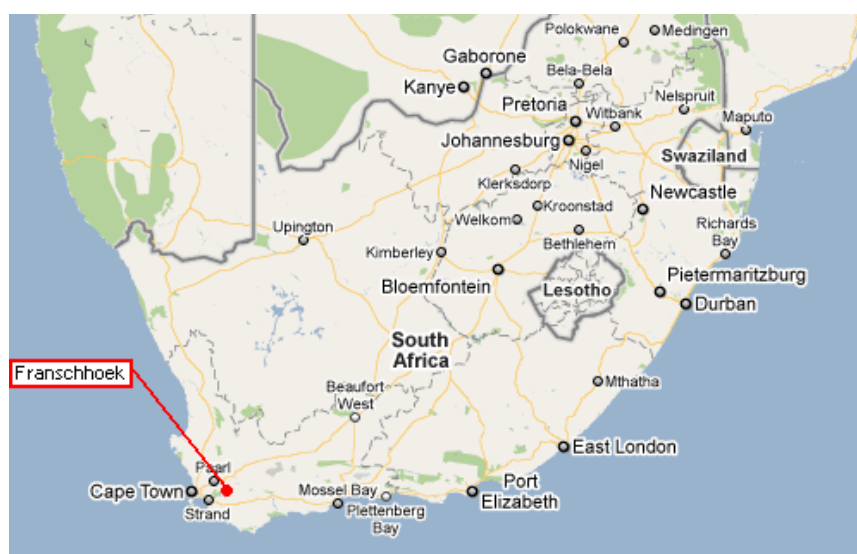 Polokwane
Medingen
Gaborone
Bela-Bela
Kanye
Nelspruit
Pretoria
Witbank
Maputo
Johannesburg
Nigel
Swaziland
Klerksdorp
Newcastle
Kroonstad
Welkom
Upington
Richards
Bay
Kimberley
Bethlehem
Bloemfontein
Lesotho
Pietermaritzburg
Durban
South
Africa
Franschhoek
Mthatha
Beaufort
West
East London
Paarl
Cape Town
Strand
Mossel Bay
Plettenberg
Bay
Port
Elizabeth